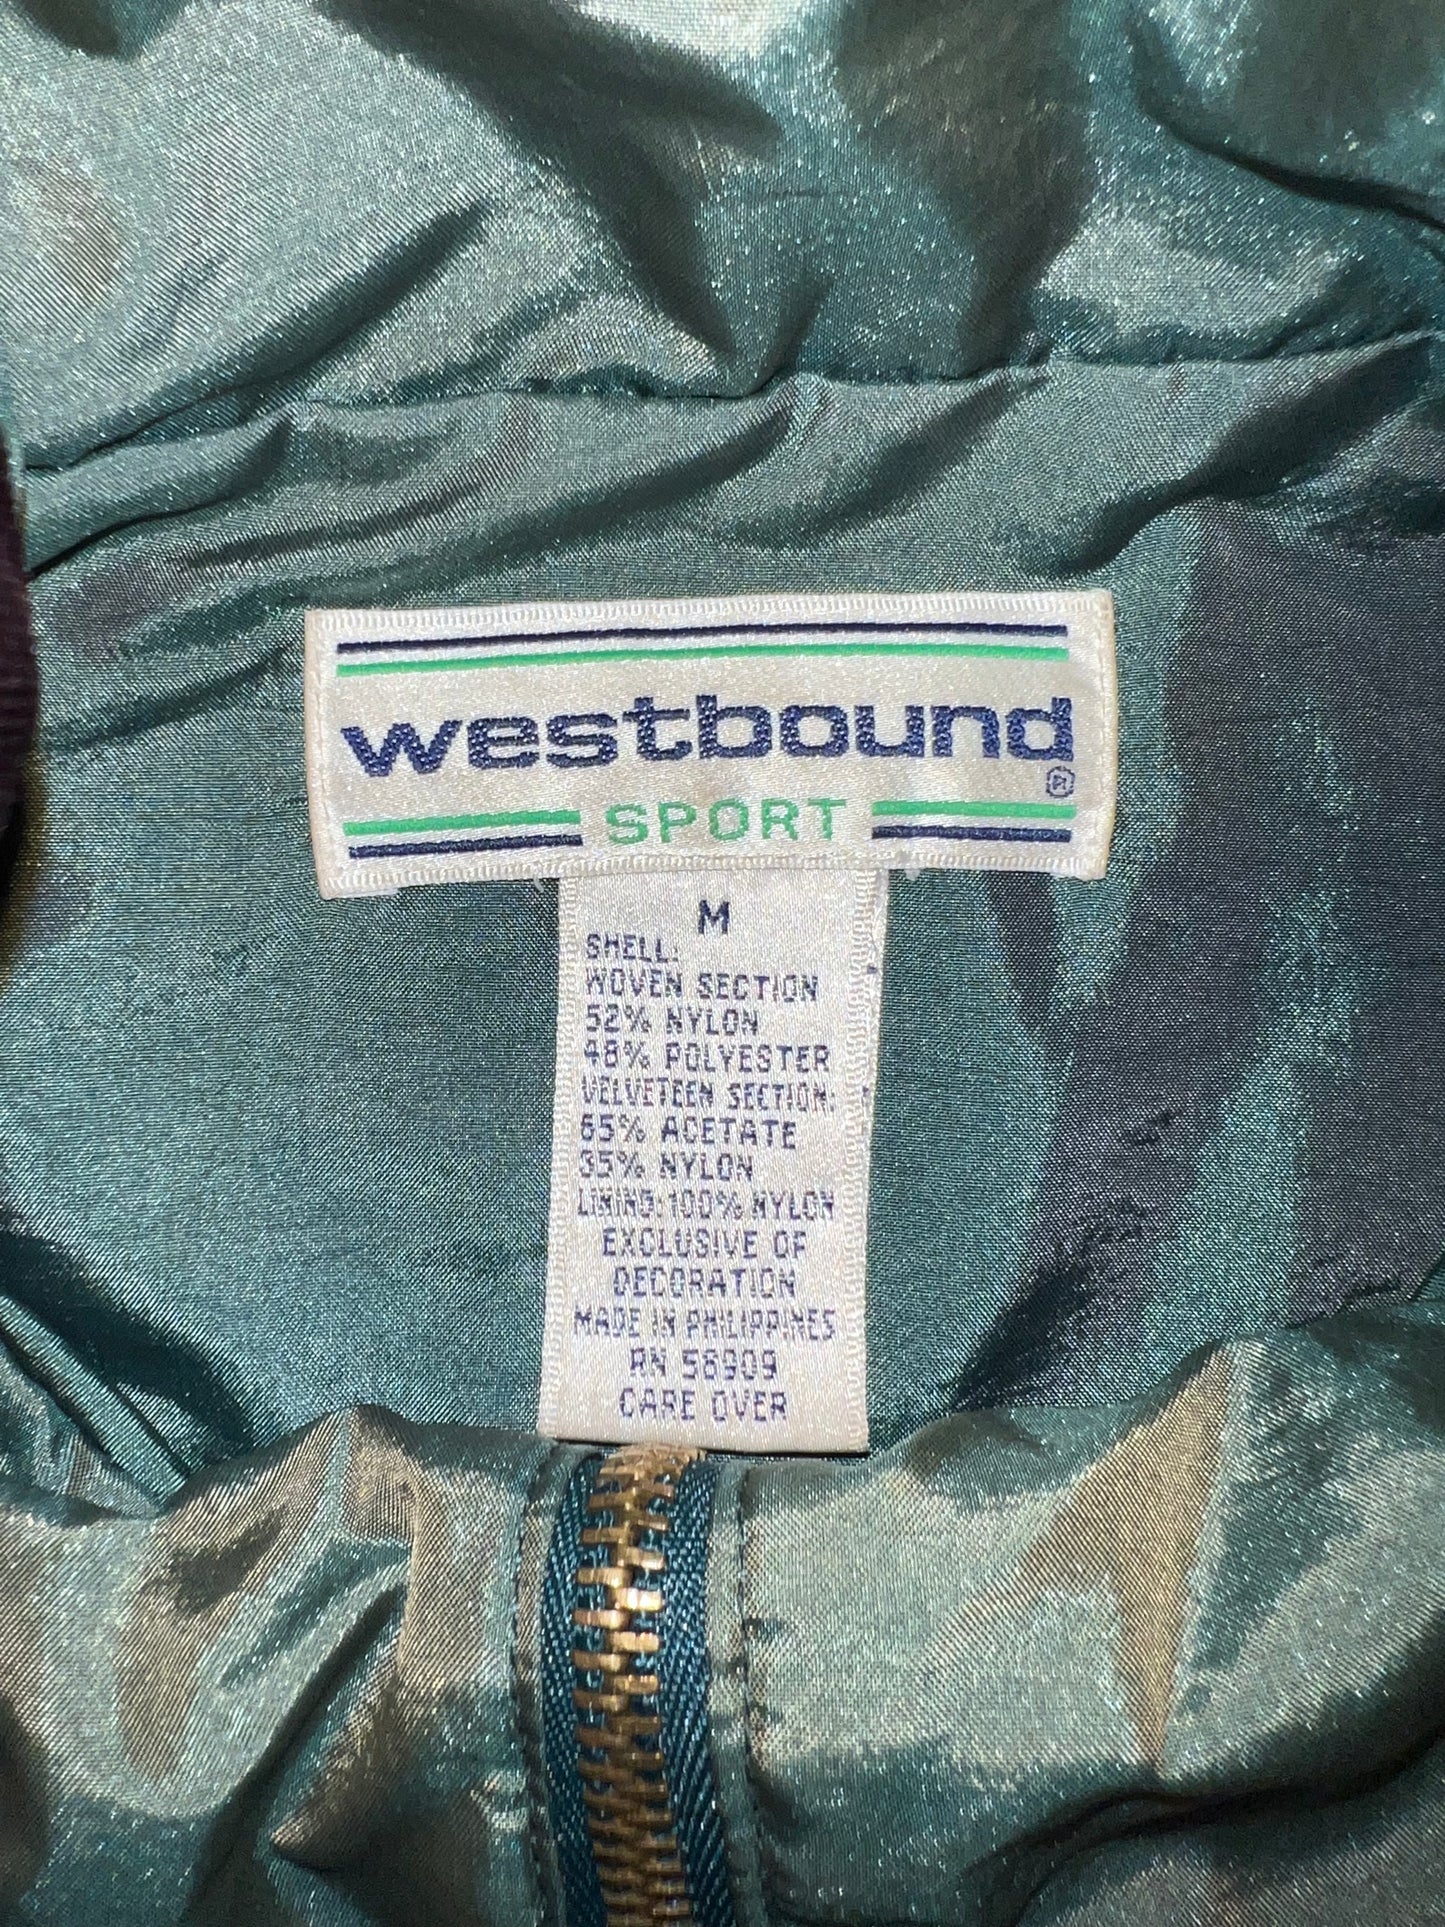 westbound®
SPORT
M
SHELL:
WOVEN SECTION
52% NYLON
48% POLYESTER
VELVETEEN SECTION:
65% ACETATE
35% NYLON
LINING: 100% NYLON
EXCLUSIVE OF
DECORATION
MADE IN PHILIPPINES
RN 56909
CARE OVER